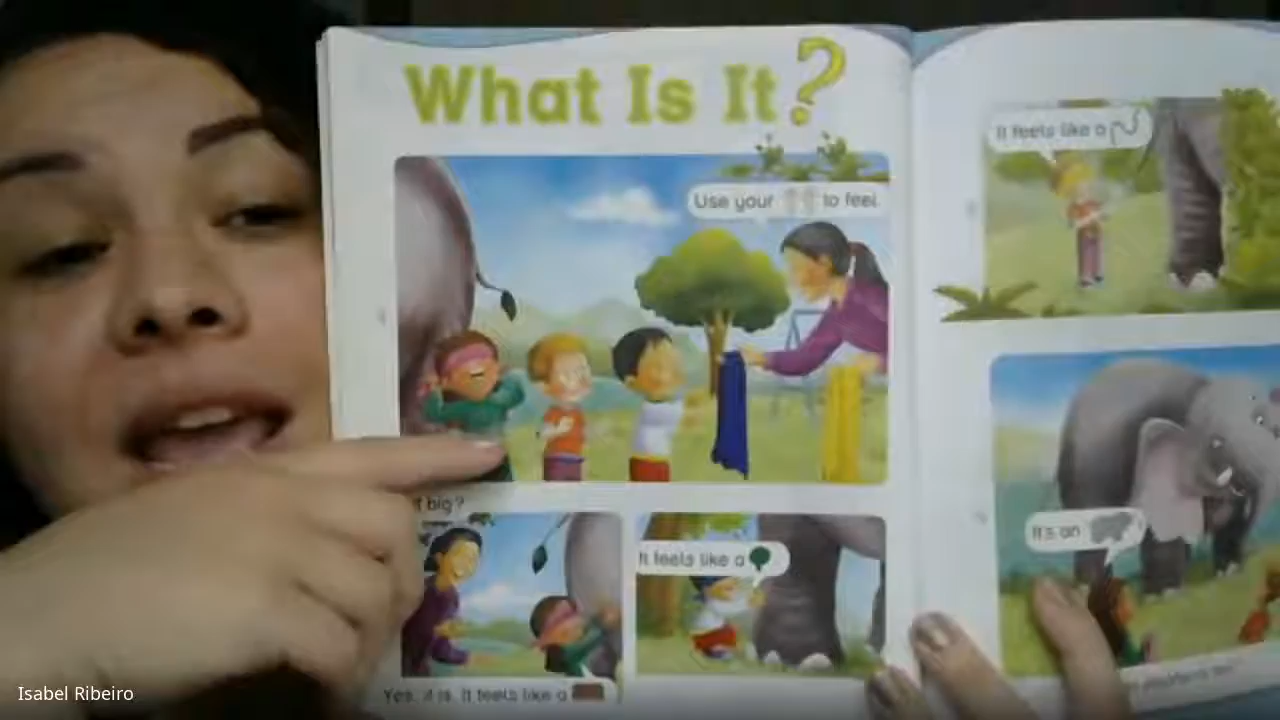 What Is It?
Use your to feel.
big?
It feels like a
Yes, it is. It feels like a
It feels like a
It's an
Isabel Ribeiro